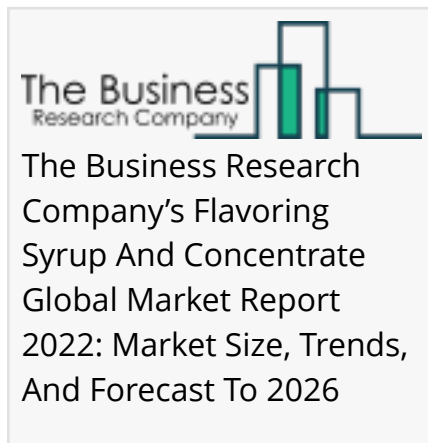 The Business
Research Company
The Business Research
Company’s Flavoring
Syrup And Concentrate
Global Market Report
2022: Market Size, Trends,
And Forecast To 2026